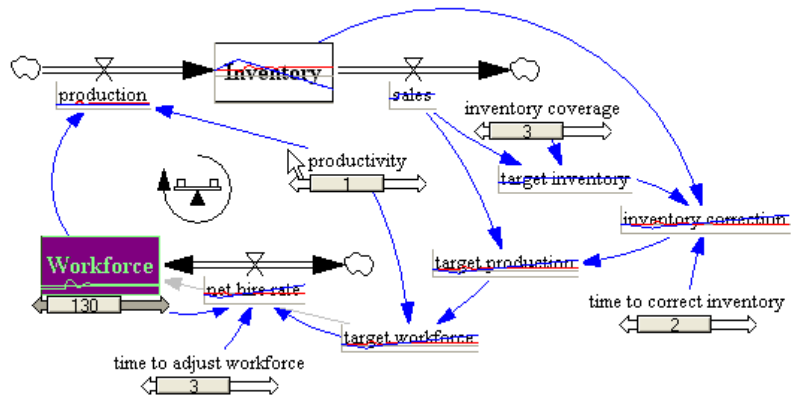 Inventory
production
sales
inventory coverage
3
productivity
1
target inventory
inventory correction
Workforce
130
net hire rate
target production
time to correct inventory
2
target workforce
time to adjust workforce
3